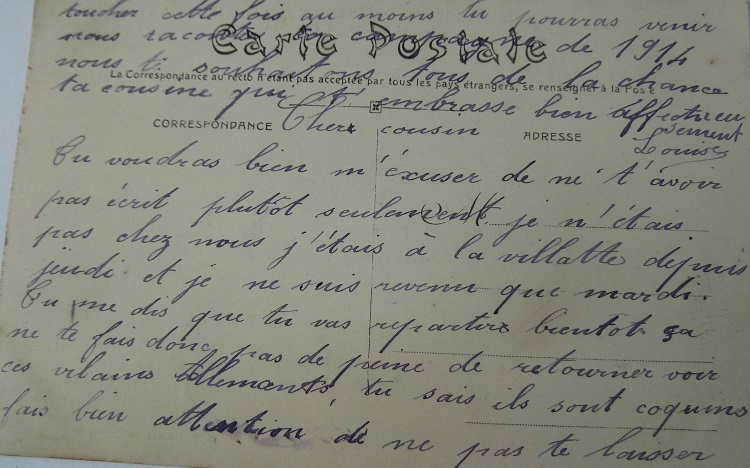 toucher cette fois au moins tu pourras venir
nous raconter ta campagne de 1914
nous te souhaitons tous de la chance
ta cousine qui t'embrasse bien affectueu
sement
Louise
Carte Postale
La Correspondance au recto n'étant pas acceptée par tous les pays étrangers, se renseigner à la Poste
CORRESPONDANCE
ADRESSE
Cher cousin
Tu voudras bien m'éxuser de ne t'avoir
pas écrit plutôt seulement je n'étais
pas chez nous j'étais à la villatte depuis
jeudi et je ne suis revenu que mardi.
Tu me dis que tu vas repartir bientot ça
ne te fais donc pas de peine de retourner voir
ces vilains Allemants, tu sais ils sont coquins
fais bien attention de ne pas te laisser